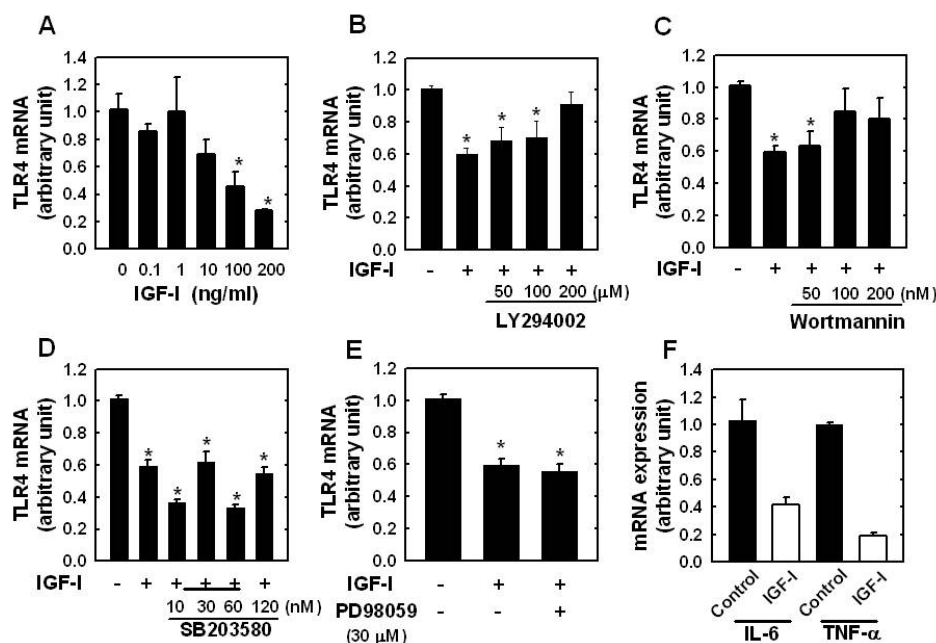 A
TLR4 mRNA
(arbitrary unit)
1.4
1.2
1.0
0.8
0.6
0.4
0.2
0.0
* *
0 0.1 1 10 100 200
IGF-I (ng/ml)
B
TLR4 mRNA
(arbitrary unit)
1.2
1.0
0.8
0.6
0.4
0.2
0.0
* * *
IGF-I - + + + +
50 100 200 (µM)
LY294002
C
TLR4 mRNA
(arbitrary unit)
1.2
1.0
0.8
0.6
0.4
0.2
0.0
* *
IGF-I - + + + +
50 100 200 (nM)
Wortmannin
D
TLR4 mRNA
(arbitrary unit)
1.2
1.0
0.8
0.6
0.4
0.2
0.0
* * * * *
IGF-I - + + + + +
10 30 60 120 (nM)
SB203580
E
TLR4 mRNA
(arbitrary unit)
1.2
1.0
0.8
0.6
0.4
0.2
0.0
* *
IGF-I - + +
PD98059 - - +
(30 µM)
F
mRNA expression
(arbitrary unit)
1.4
1.2
1.0
0.8
0.6
0.4
0.2
0.0
Control IGF-I Control IGF-I
IL-6 TNF-α